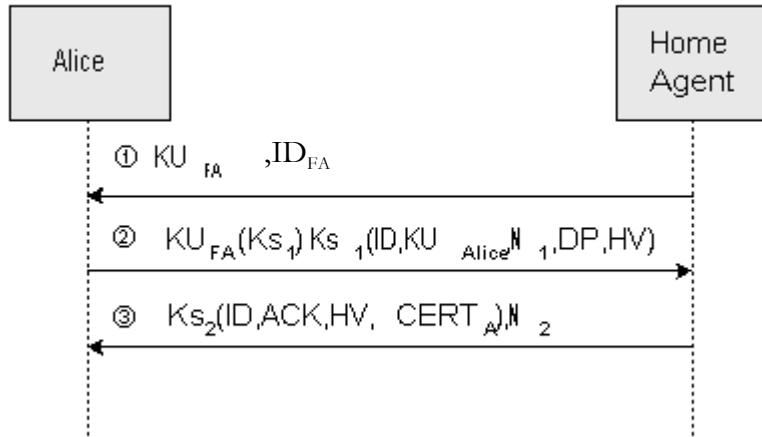 Alice
Home
Agent
① KU FA ,ID FA
② KU FA (Ks 1) Ks 1 (ID,KU Alice,N 1,DP,HV)
③ Ks 2 (ID,ACK,HV, CERT A),N 2